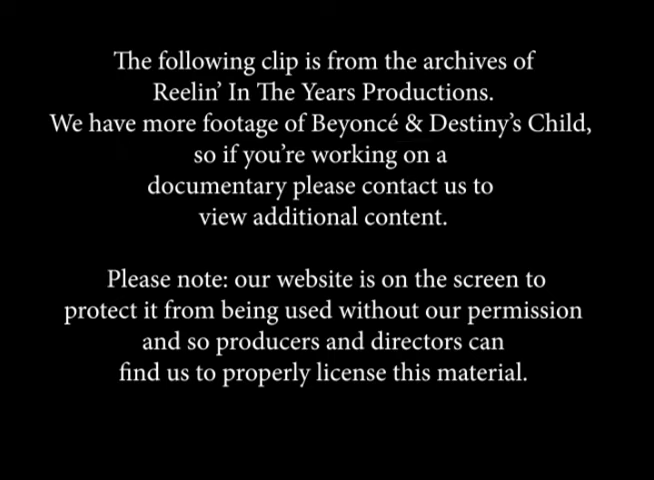 The following clip is from the archives of
Reelin’ In The Years Productions.
We have more footage of Beyoncé & Destiny’s Child,
so if you’re working on a
documentary please contact us to
view additional content.
Please note: our website is on the screen to
protect it from being used without our permission
and so producers and directors can
find us to properly license this material.